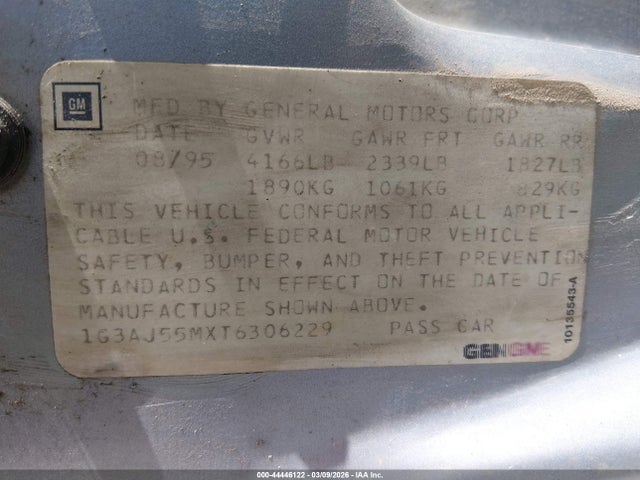 GM
MFD BY GENERAL MOTORS CORP
DATE GVWR GAWR FRT GAWR RR
08/95 4166LB 2339LB 1827LB
1890KG 1061KG 829KG
THIS VEHICLE CONFORMS TO ALL APPLI-
CABLE U.S. FEDERAL MOTOR VEHICLE
SAFETY, BUMPER, AND THEFT PREVENTION
STANDARDS IN EFFECT ON THE DATE OF
MANUFACTURE SHOWN ABOVE.
1G3AJ55MXT6306229 PASS CAR
GENGME
10135543-A
000-44446122 - 03/09/2026 - IAA Inc.